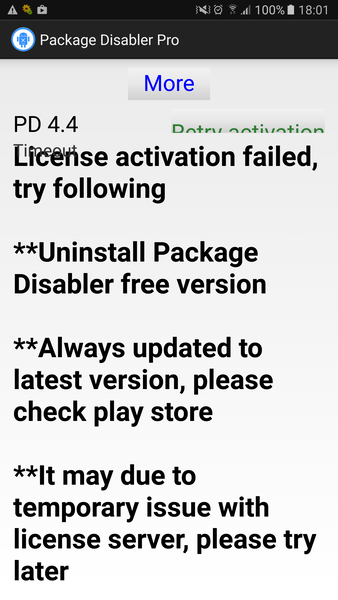 100% 18:01
Package Disabler Pro
More
PD 4.4
Retry activation
Timeout
License activation failed,
try following
**Uninstall Package
Disabler free version
**Always updated to
latest version, please
check play store
**It may due to
temporary issue with
license server, please try
later